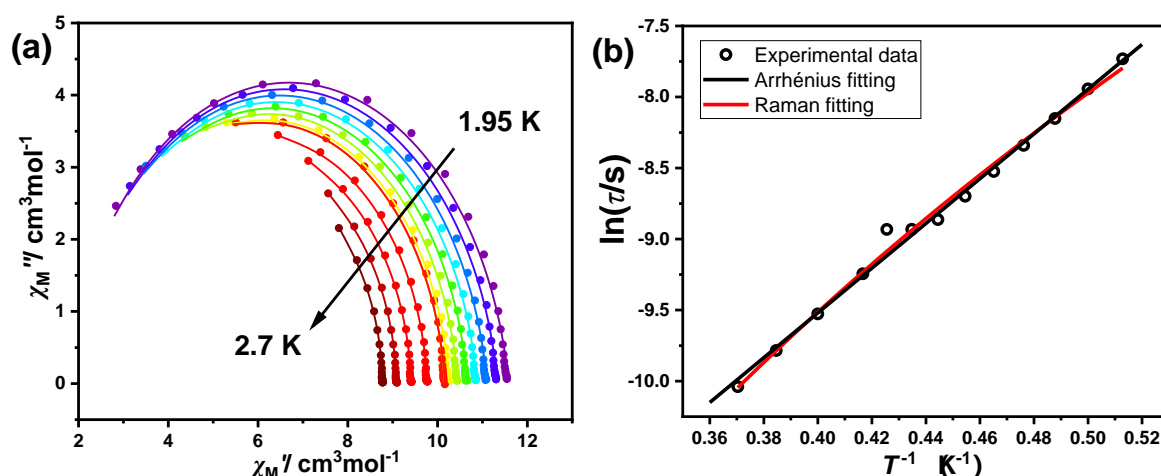 (a)
5
4
3
2
1
0
χM''/ cm³mol⁻¹
1.95 K
2.7 K
2 4 6 8 10 12
χM'/ cm³mol⁻¹
(b)
-7.5
-8.0
-8.5
-9.0
-9.5
-10.0
ln(τ/s)
Experimental data
Arrhénius fitting
Raman fitting
0.36 0.38 0.40 0.42 0.44 0.46 0.48 0.50 0.52
T⁻¹ (K⁻¹)